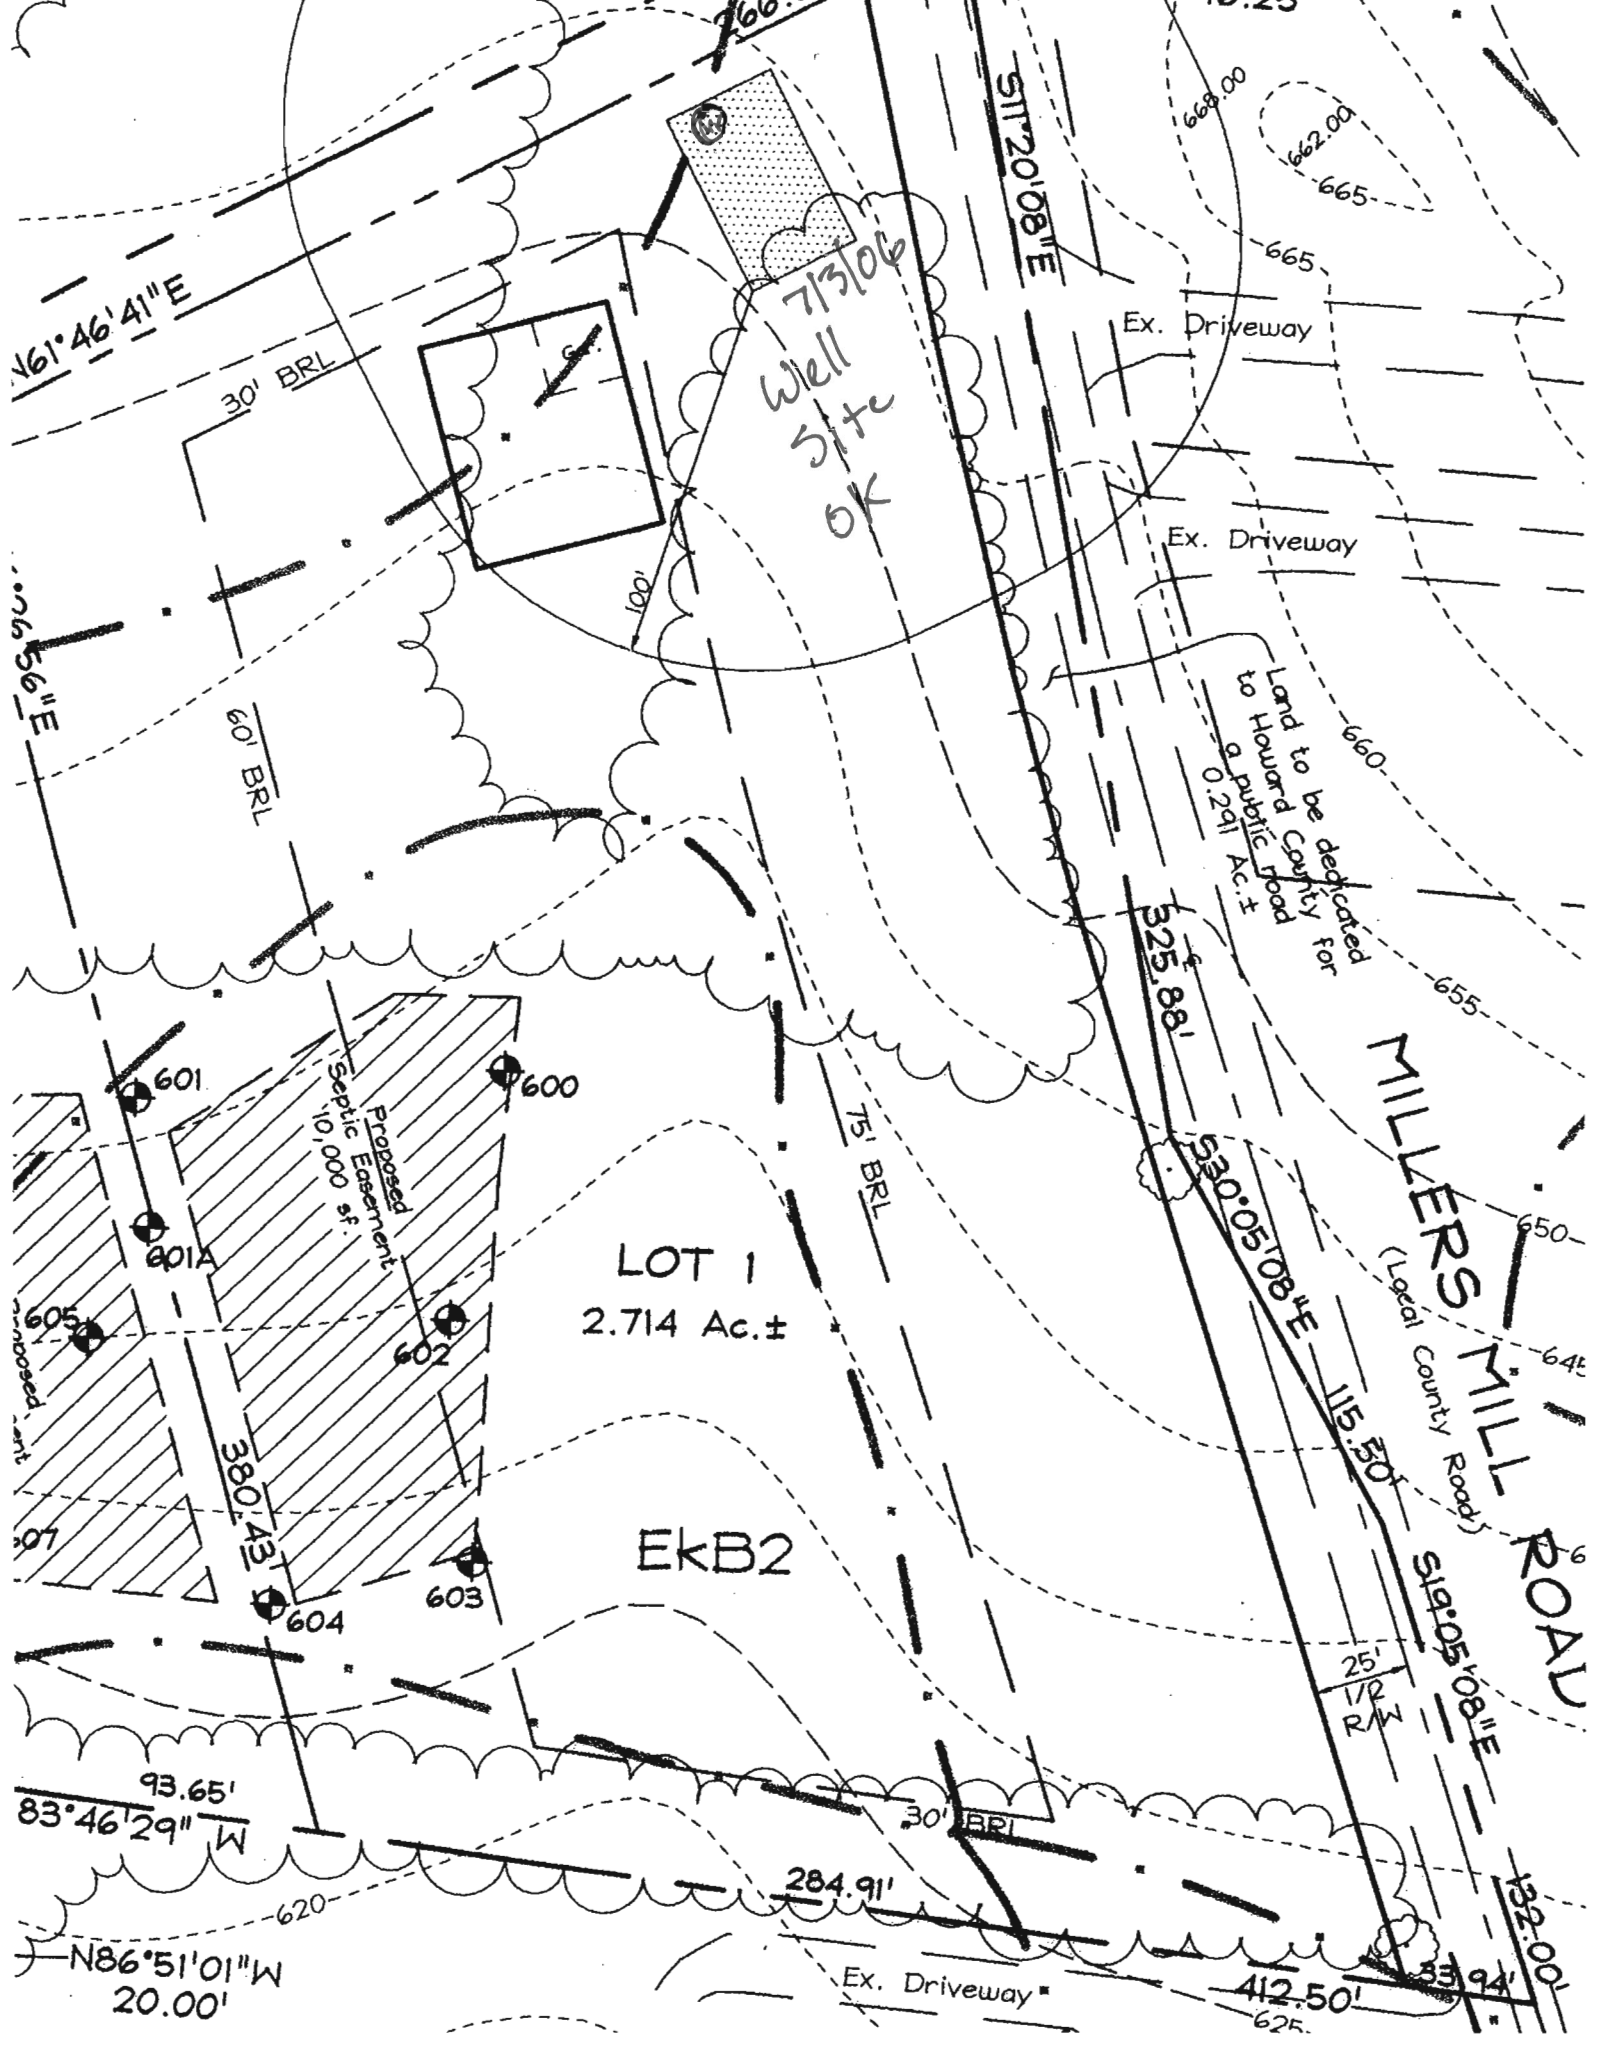 S11°20'08"E
668.00
662.00
665
665
N61°46'41"E
30' BRL
7/3/06
Well
Site
OK
Ex. Driveway
Ex. Driveway
100'
60' BRL
Land to be dedicated
to Howard County for
a public road
0.291 Ac.±
660
655
325.88'
601
600
Proposed
Septic Easement
10,000 sf.
75' BRL
MILLERS MILL ROAD
(Local County Road)
S30°05'08"E
115.50'
650
645
601A
605
602
LOT 1
2.714 Ac.±
380.43'
EkB2
607
603
604
S19°05'08"E
25'
1/2
R/W
93.65'
83°46'29" W
30' BRL
284.91'
620
132.00'
N86°51'01"W
20.00'
Ex. Driveway
412.50'
33.94'
625